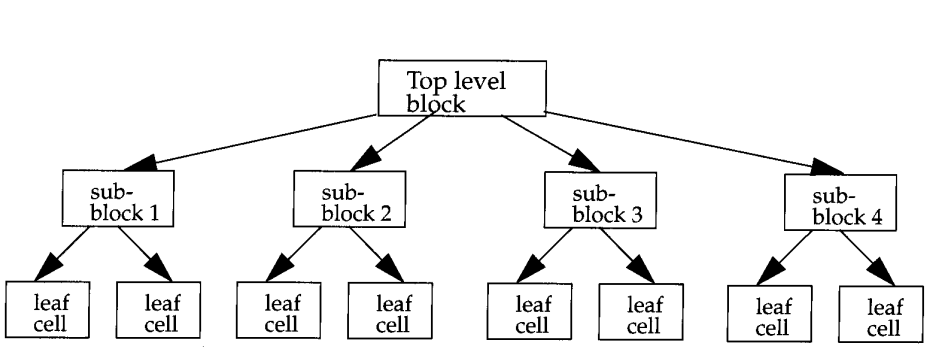 Top level
block
sub-
block 1
sub-
block 2
sub-
block 3
sub-
block 4
leaf
cell
leaf
cell
leaf
cell
leaf
cell
leaf
cell
leaf
cell
leaf
cell
leaf
cell